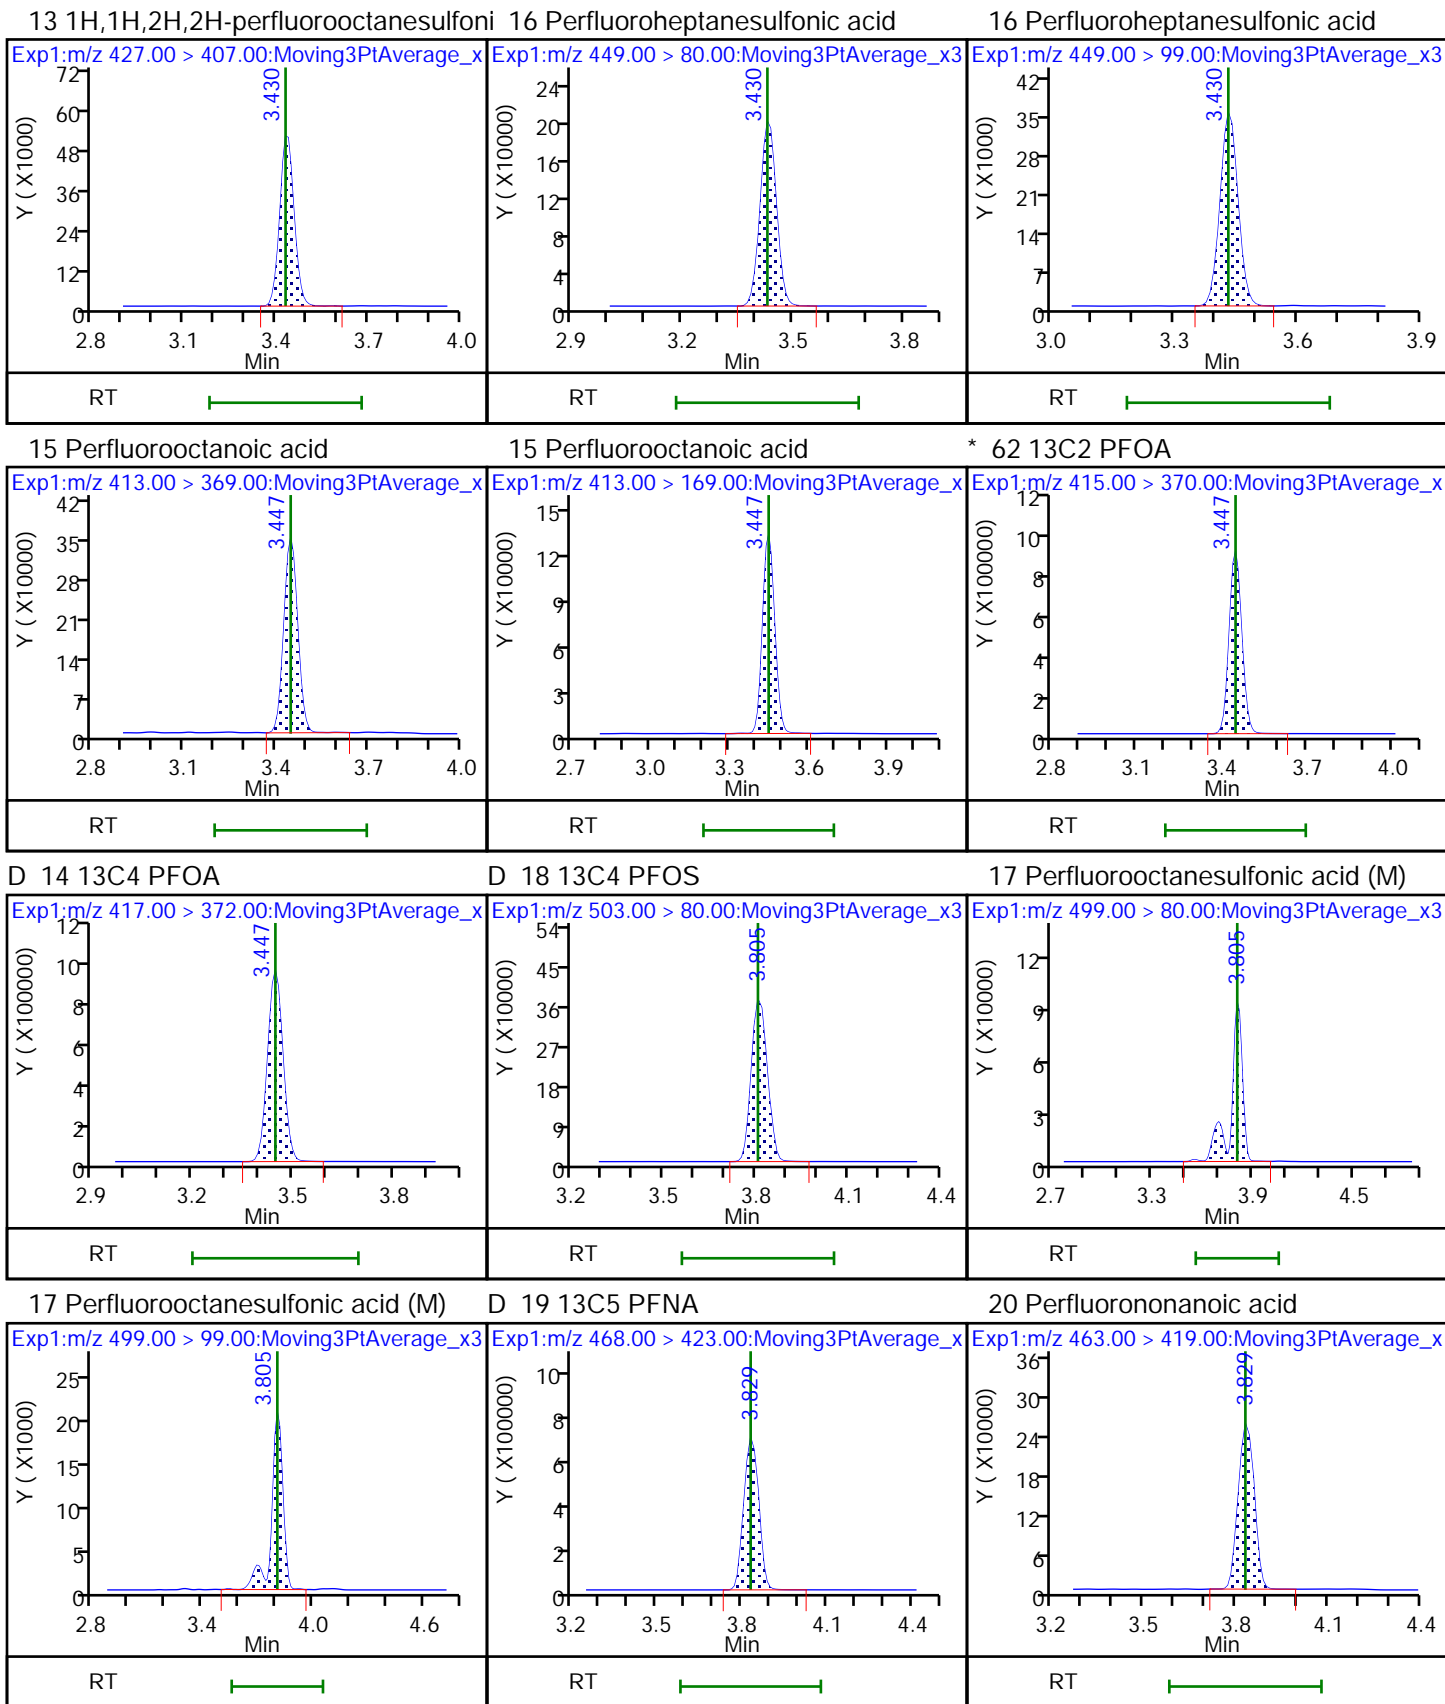 13 1H,1H,2H,2H-perfluorooctanesulfoni
Exp1:m/z 427.00 > 407.00:Moving3PtAverage_x
3.430
Y ( X1000)
72
60
48
36
24
12
0
2.8 3.1 3.4 3.7 4.0
Min
RT
16 Perfluoroheptanesulfonic acid
Exp1:m/z 449.00 > 80.00:Moving3PtAverage_x3
3.430
Y ( X10000)
24
20
16
12
8
4
0
2.9 3.2 3.5 3.8
Min
RT
16 Perfluoroheptanesulfonic acid
Exp1:m/z 449.00 > 99.00:Moving3PtAverage_x3
3.430
Y ( X1000)
42
35
28
21
14
7
0
3.0 3.3 3.6 3.9
Min
RT
15 Perfluorooctanoic acid
Exp1:m/z 413.00 > 369.00:Moving3PtAverage_x
3.447
Y ( X10000)
42
35
28
21
14
7
0
2.8 3.1 3.4 3.7 4.0
Min
RT
15 Perfluorooctanoic acid
Exp1:m/z 413.00 > 169.00:Moving3PtAverage_x
3.447
Y ( X10000)
15
12
9
6
3
0
2.7 3.0 3.3 3.6 3.9
Min
RT
* 62 13C2 PFOA
Exp1:m/z 415.00 > 370.00:Moving3PtAverage_x
3.447
Y ( X100000)
12
10
8
6
4
2
0
2.8 3.1 3.4 3.7 4.0
Min
RT
D 14 13C4 PFOA
Exp1:m/z 417.00 > 372.00:Moving3PtAverage_x
3.447
Y ( X100000)
12
10
8
6
4
2
0
2.9 3.2 3.5 3.8
Min
RT
D 18 13C4 PFOS
Exp1:m/z 503.00 > 80.00:Moving3PtAverage_x3
3.805
Y ( X10000)
54
45
36
27
18
9
0
3.2 3.5 3.8 4.1 4.4
Min
RT
17 Perfluorooctanesulfonic acid (M)
Exp1:m/z 499.00 > 80.00:Moving3PtAverage_x3
3.805
Y ( X10000)
12
9
6
3
0
2.7 3.3 3.9 4.5
Min
RT
17 Perfluorooctanesulfonic acid (M)
Exp1:m/z 499.00 > 99.00:Moving3PtAverage_x3
3.805
Y ( X1000)
25
20
15
10
5
0
2.8 3.4 4.0 4.6
Min
RT
D 19 13C5 PFNA
Exp1:m/z 468.00 > 423.00:Moving3PtAverage_x
3.829
Y ( X100000)
10
8
6
4
2
0
3.2 3.5 3.8 4.1 4.4
Min
RT
20 Perfluorononanoic acid
Exp1:m/z 463.00 > 419.00:Moving3PtAverage_x
3.829
Y ( X10000)
36
30
24
18
12
6
0
3.2 3.5 3.8 4.1 4.4
Min
RT